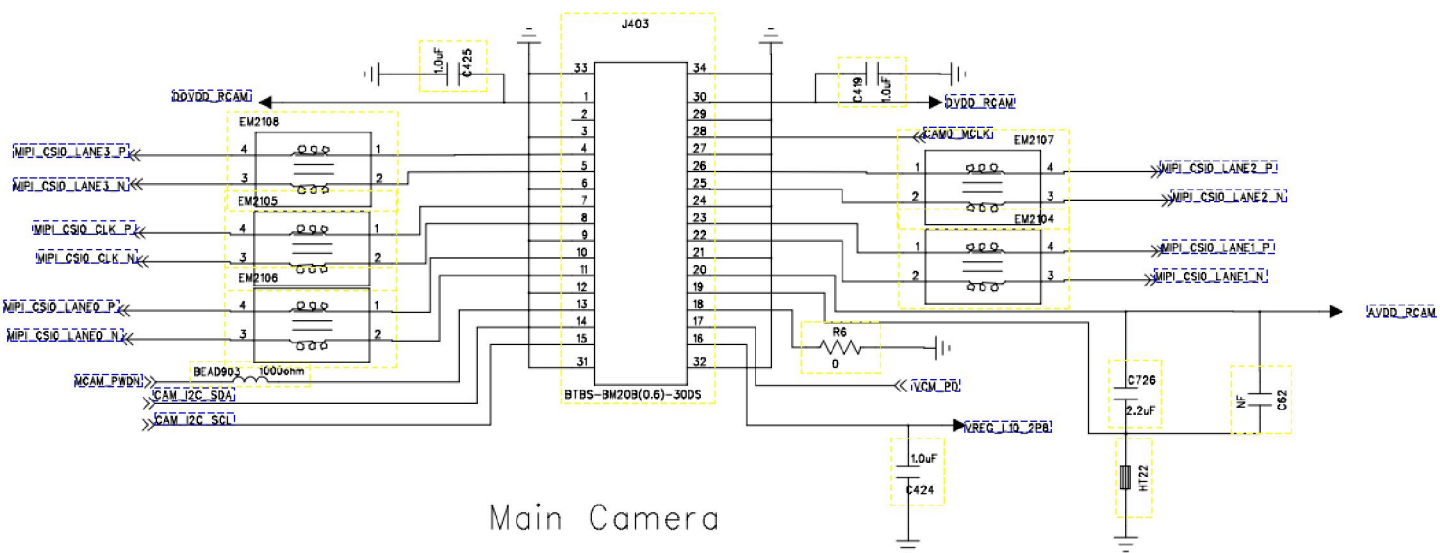 J403
1.0uF
C425
33
34
C419
1.0uF
DOVDD_RCAM
1
30
DVDD_RCAM
2
29
EM2108
3
28
CAM0_MCLK
EM2107
MIPI_CSI0_LANE3_P
4
1
4
27
MIPI_CSI0_LANE3_N
3
2
5
26
1
4
MIPI_CSI0_LANE2_P
6
25
2
3
MIPI_CSI0_LANE2_N
EM2105
7
24
EM2104
MIPI_CSI0_CLK_P
4
1
8
23
MIPI_CSI0_CLK_N
3
2
9
22
1
4
MIPI_CSI0_LANE1_P
10
21
2
3
MIPI_CSI0_LANE1_N
EM2106
11
20
12
19
MIPI_CSI0_LANE0_P
4
1
13
18
AVDD_RCAM
MIPI_CSI0_LANE0_N
3
2
14
17
R6
0
15
16
BEAD903 100Oohm
31
32
MCAM_PWDN
VCM_PD
CAM_I2C_SDA
BTBS-BM20B(0.6)-30DS
C726
2.2uF
NF
C62
CAM_I2C_SCL
VREG_L10_2P8
1.0uF
C424
HT22
Main Camera